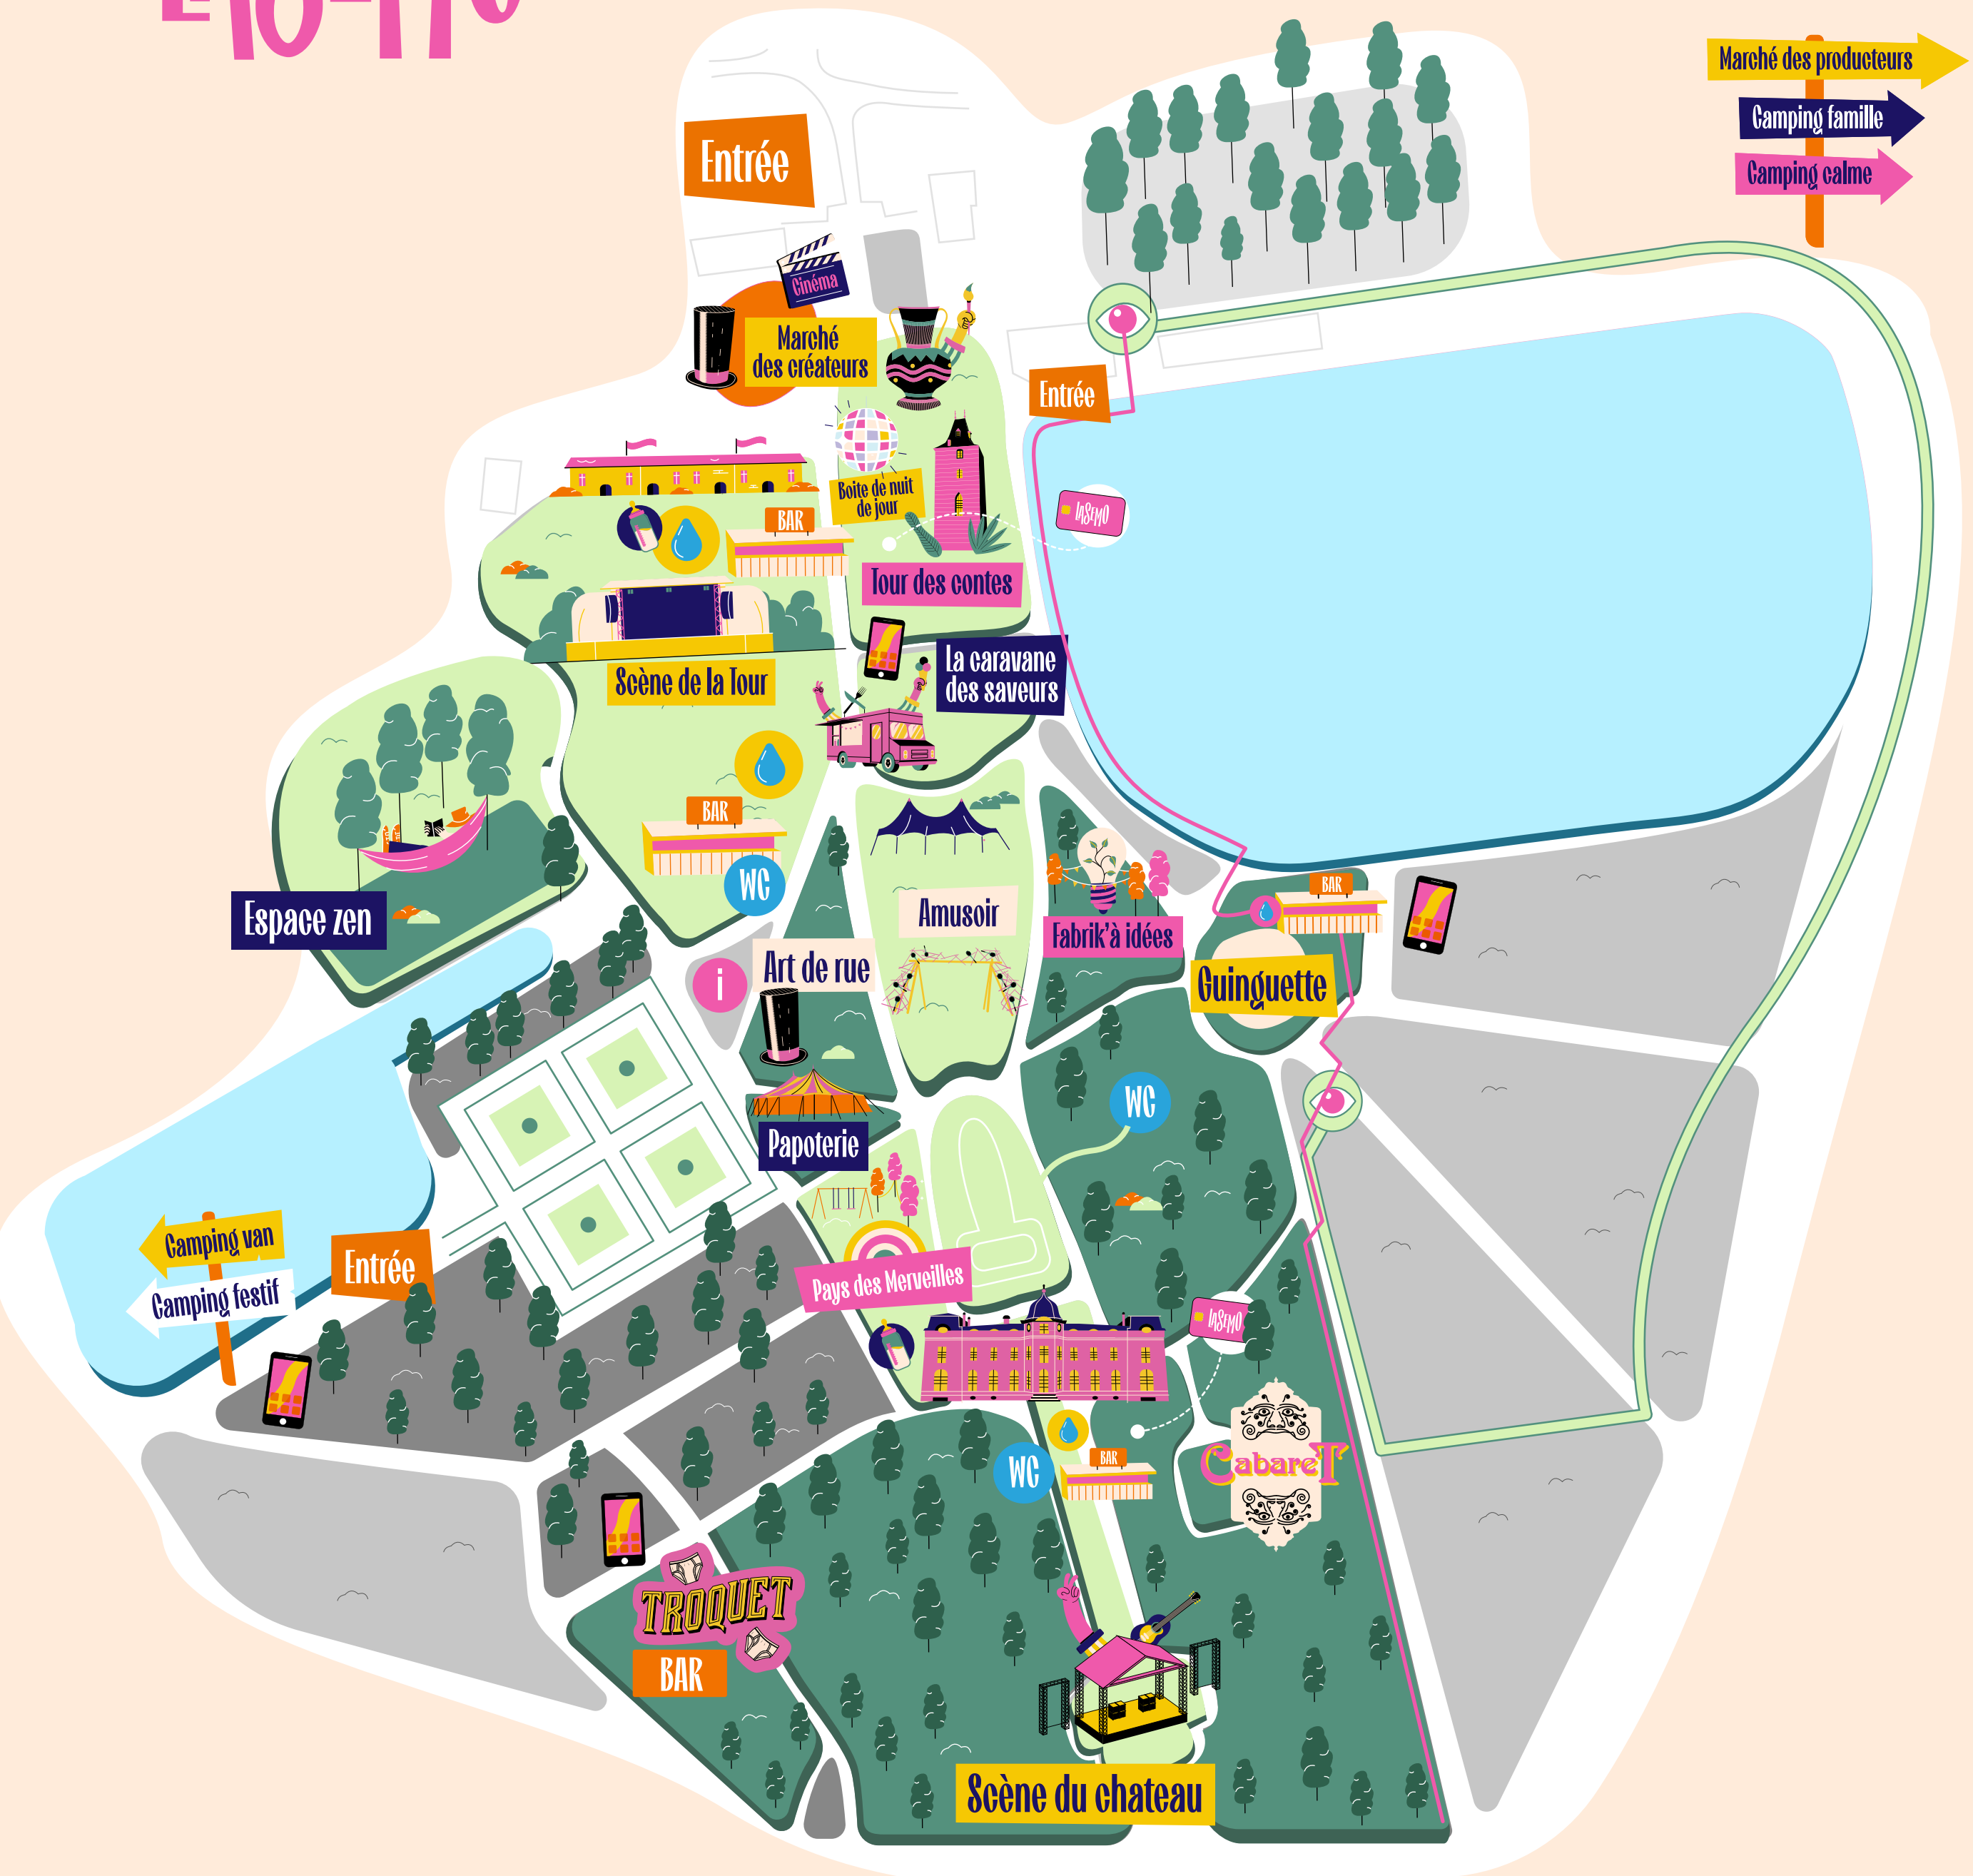 Marché des producteurs
Camping famille
Camping calme
Entrée
Cinéma
Marché
des créateurs
Entrée
Boite de nuit
de jour
BAR
LaSemo
Tour des contes
La caravane
des saveurs
Scène de la Tour
BAR
WC
Espace zen
Amusoir
Fabrik'à idées
BAR
Guinguette
i
Art de rue
WC
Papoterie
Camping van
Camping festif
Entrée
Pays des Merveilles
LaSemo
WC
BAR
Cabaret
TROQUET
BAR
Scène du chateau